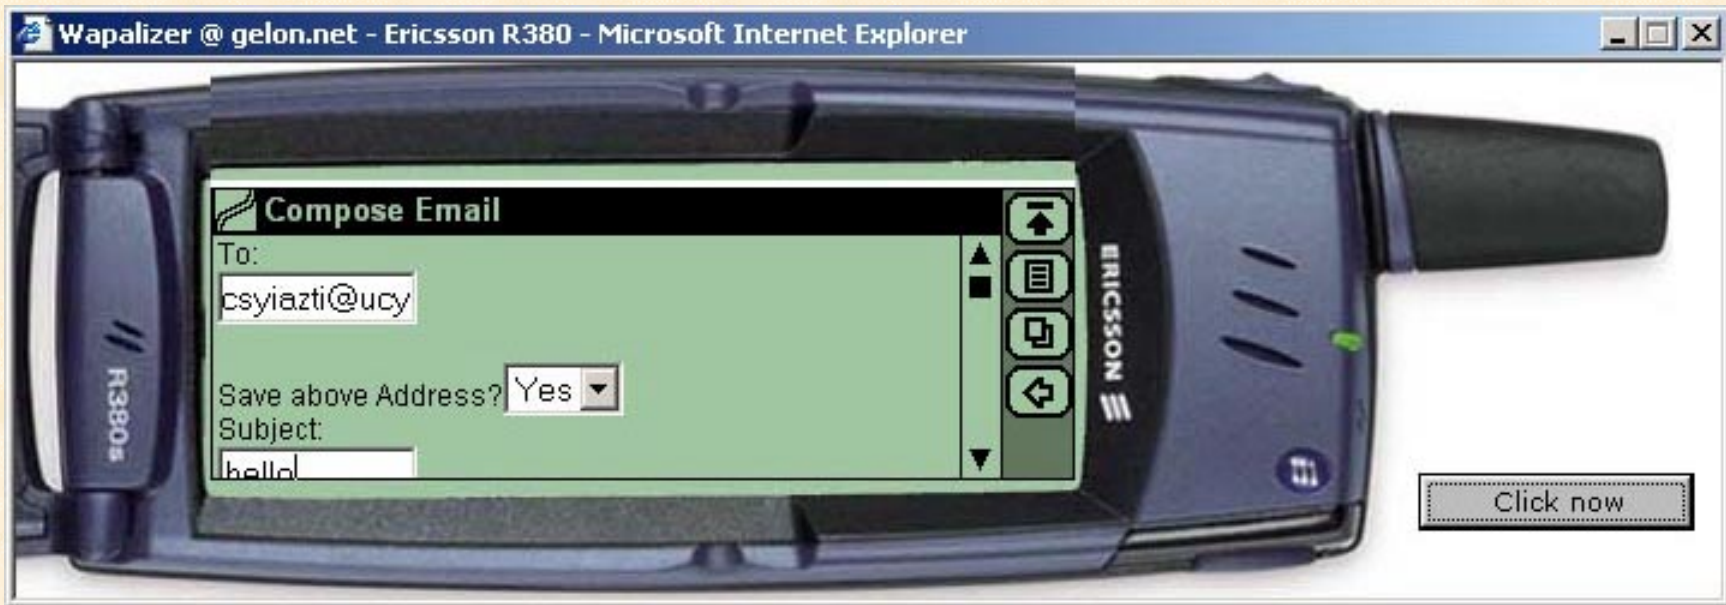 Wapalizer @ gelon.net - Ericsson R380 - Microsoft Internet Explorer
Compose Email
To:
csyiazti@ucy
Save above Address? Yes
Subject:
hello
ERICSSON
R380s
Click now